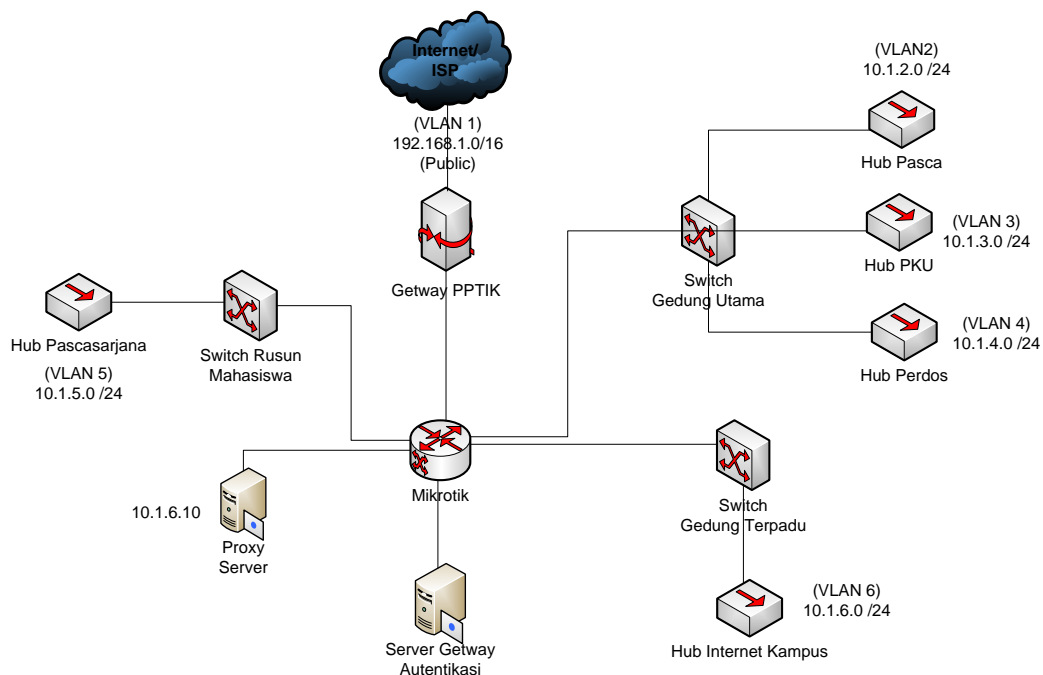 Internet/
ISP
(VLAN 1)
192.168.1.0/16
(Public)
Getway PPTIK
(VLAN2)
10.1.2.0 /24
Hub Pasca
(VLAN 3)
10.1.3.0 /24
Hub PKU
Switch
Gedung Utama
(VLAN 4)
10.1.4.0 /24
Hub Perdos
Hub Pascasarjana
(VLAN 5)
10.1.5.0 /24
Switch Rusun
Mahasiswa
Mikrotik
10.1.6.10
Proxy
Server
Server Getway
Autentikasi
Switch
Gedung Terpadu
(VLAN 6)
10.1.6.0 /24
Hub Internet Kampus